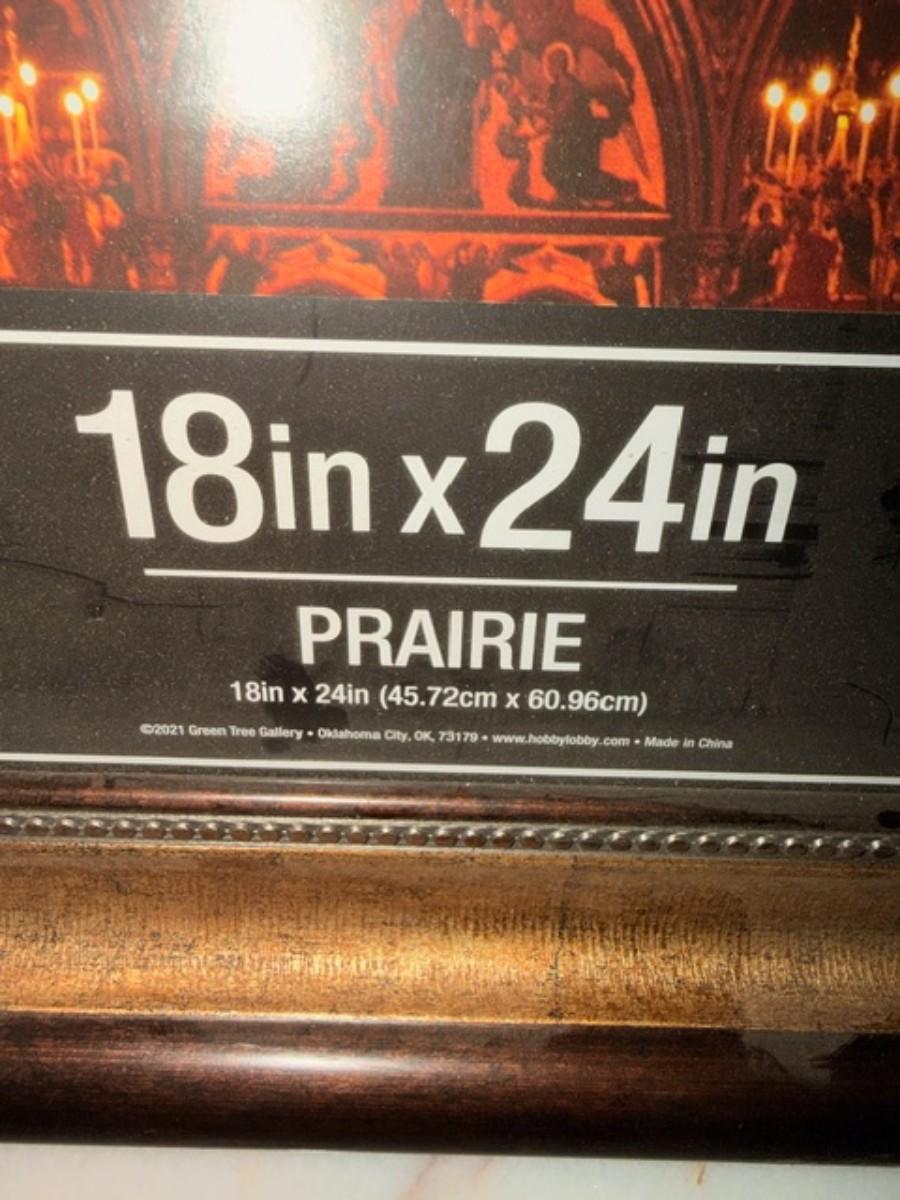 18in x 24in
PRAIRIE
18in x 24in (45.72cm x 60.96cm)
©2021 Green Tree Gallery • Oklahoma City, OK, 73179 • www.hobbylobby.com • Made in China